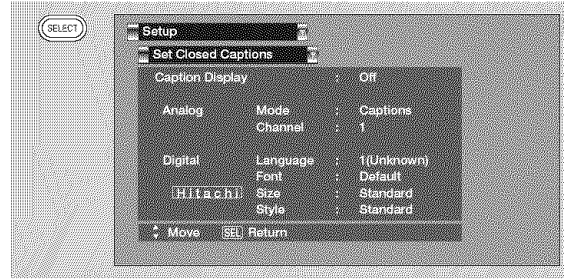 SELECT
Setup
Set Closed Captions
Caption Display : Off
Analog Mode : Captions
Channel : 1
Digital Language : 1(Unknown)
Font : Default
Hitachi Size : Standard
Style : Standard
Move SEL Return